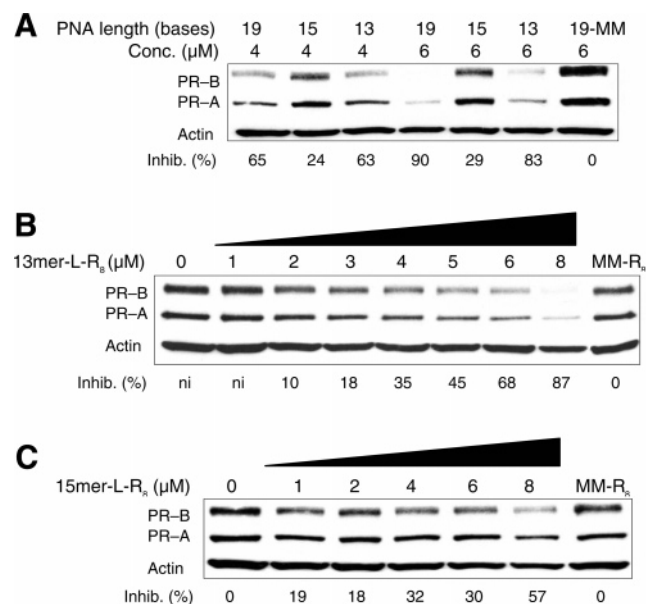 A
PNA length (bases) 19 15 13 19 15 13 19-MM
Conc. (μM) 4 4 4 6 6 6 6
PR–B
PR–A
Actin
Inhib. (%) 65 24 63 90 29 83 0
B
13mer-L-R₈ (μM) 0 1 2 3 4 5 6 8 MM-R₈
PR–B
PR–A
Actin
Inhib. (%) ni ni 10 18 35 45 68 87 0
C
15mer-L-R₈ (μM) 0 1 2 4 6 8 MM-R₈
PR–B
PR–A
Actin
Inhib. (%) 0 19 18 32 30 57 0